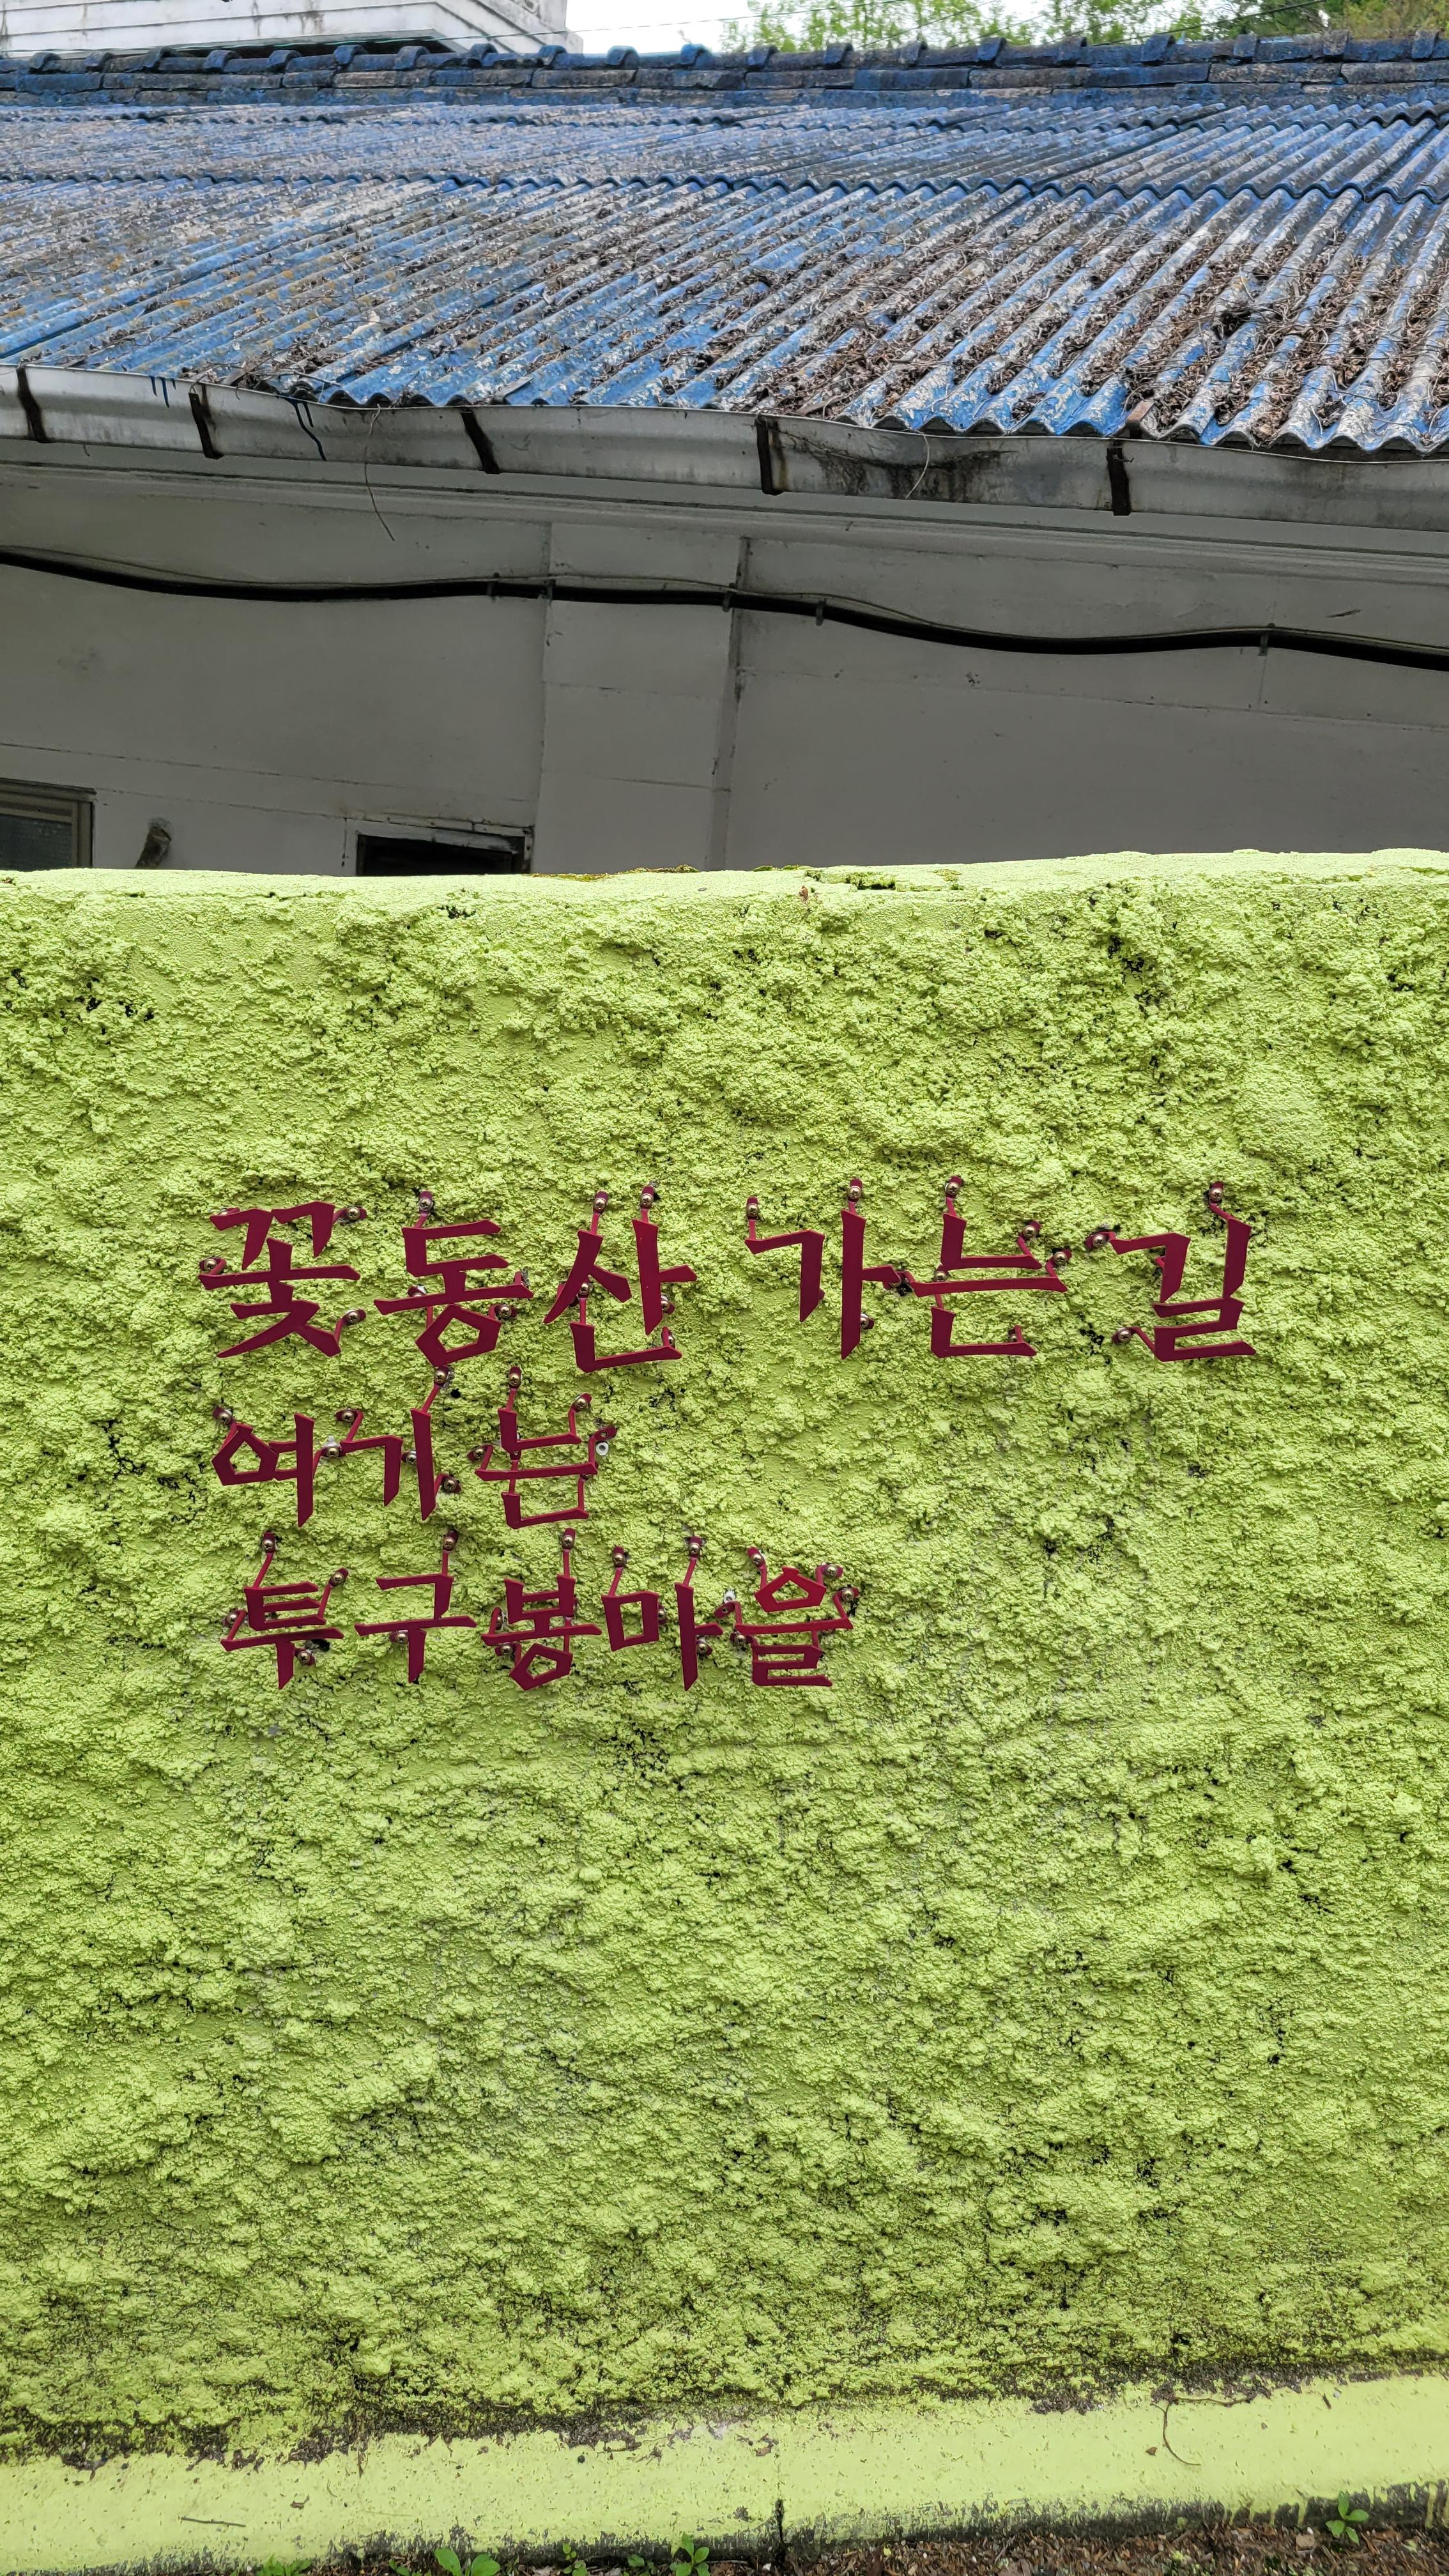 꽃동산 가는 길
여기는
투구봉마을